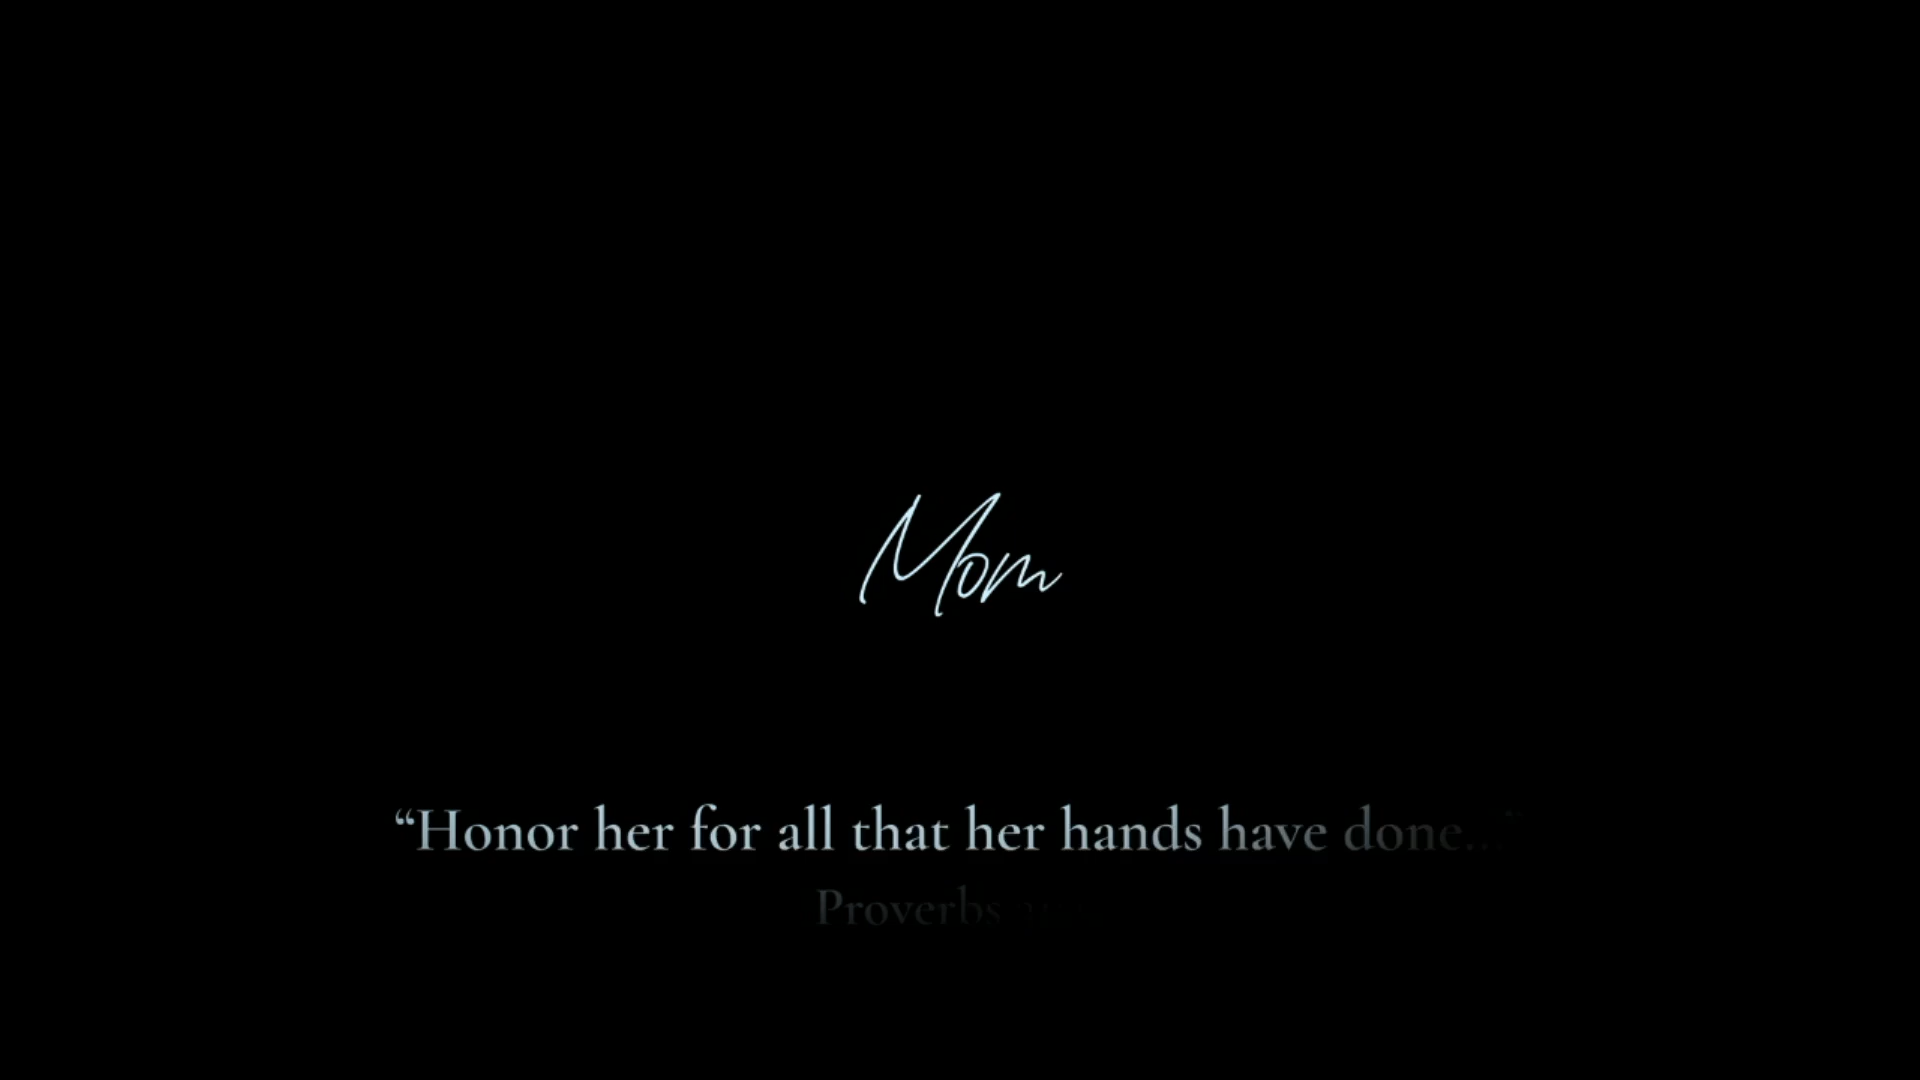 Mom
“Honor her for all that her hands have done...”
Proverbs